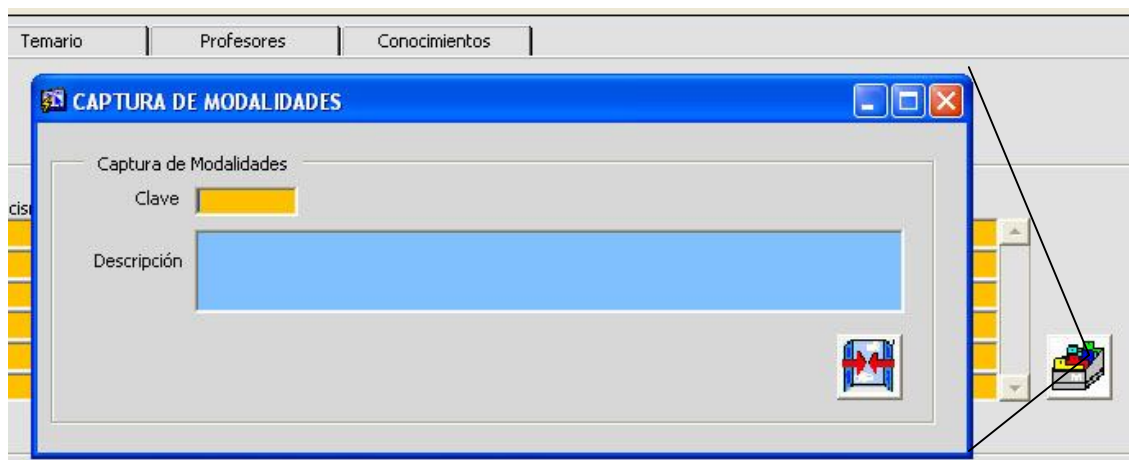 Temario Profesores Conocimientos
CAPTURA DE MODALIDADES
Captura de Modalidades
Clave
Descripción